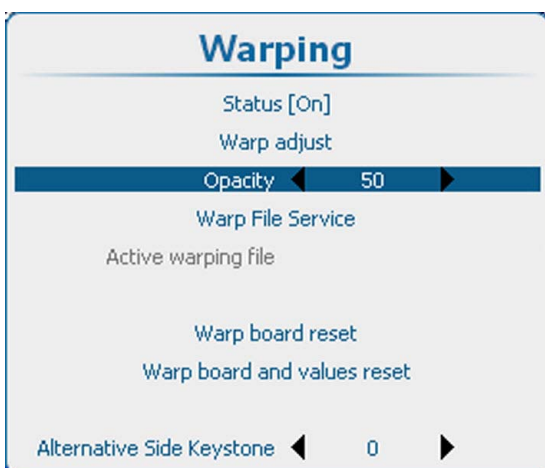 Warping
Status [On]
Warp adjust
Opacity 50
Warp File Service
Active warping file
Warp board reset
Warp board and values reset
Alternative Side Keystone 0